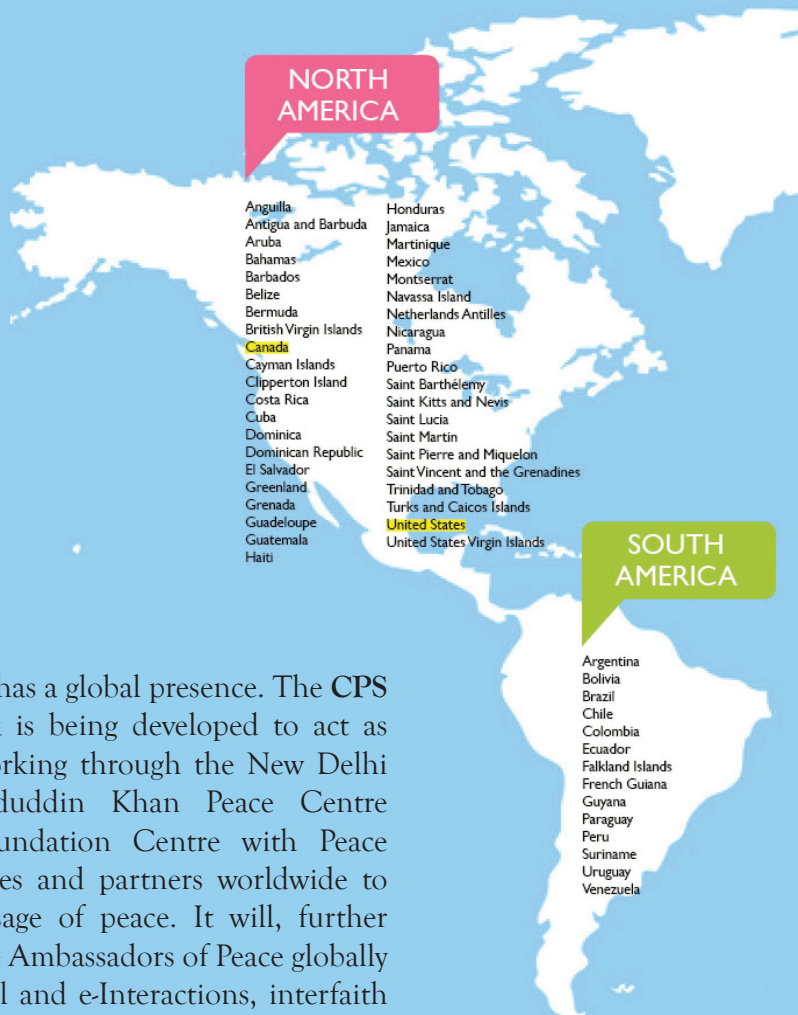 NORTH
AMERICA
Anguilla
Antigua and Barbuda
Aruba
Bahamas
Barbados
Belize
Bermuda
British Virgin Islands
Canada
Cayman Islands
Clipperton Island
Costa Rica
Cuba
Dominica
Dominican Republic
El Salvador
Greenland
Grenada
Guadeloupe
Guatemala
Haiti
Honduras
Jamaica
Martinique
Mexico
Montserrat
Navassa Island
Netherlands Antilles
Nicaragua
Panama
Puerto Rico
Saint Barthélemy
Saint Kitts and Nevis
Saint Lucia
Saint Martin
Saint Pierre and Miquelon
Saint Vincent and the Grenadines
Trinidad and Tobago
Turks and Caicos Islands
United States
United States Virgin Islands
SOUTH
AMERICA
Argentina
Bolivia
Brazil
Chile
Colombia
Ecuador
Falkland Islands
French Guiana
Guyana
Paraguay
Peru
Suriname
Uruguay
Venezuela
has a global presence. The CPS
is being developed to act as
orking through the New Delhi
duddin Khan Peace Centre
undation Centre with Peace
es and partners worldwide to
sage of peace. It will, further
Ambassadors of Peace globally
l and e-Interactions, interfaith